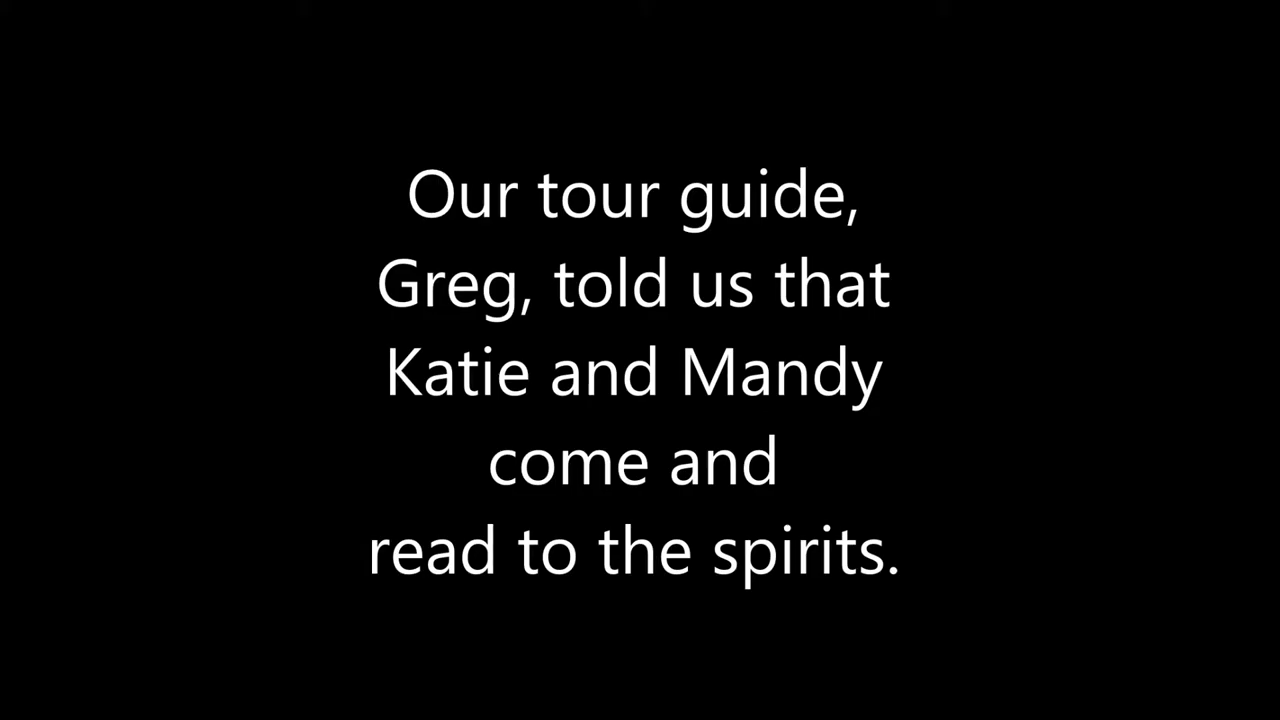 Our tour guide,
Greg, told us that
Katie and Mandy
come and
read to the spirits.